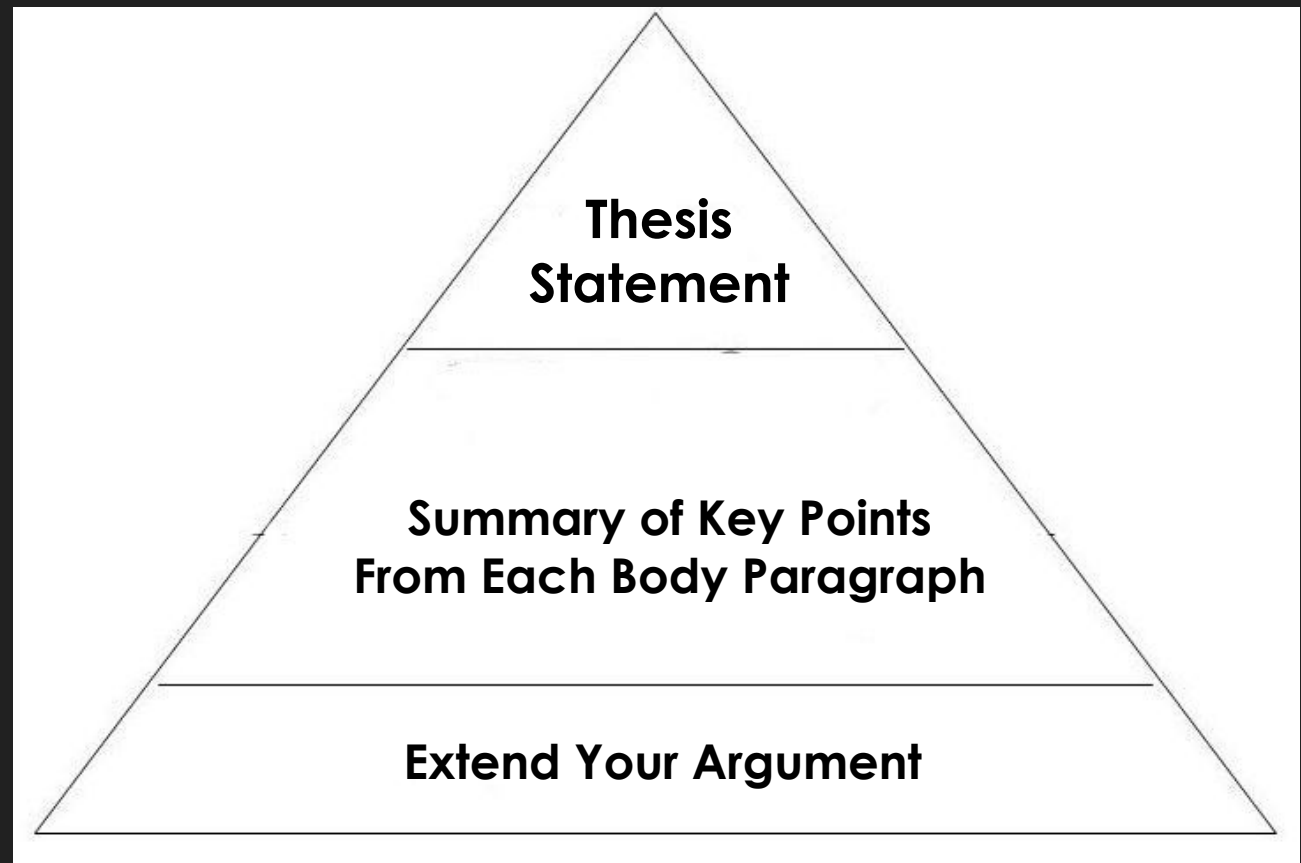 Thesis
Statement
Summary of Key Points
From Each Body Paragraph
Extend Your Argument